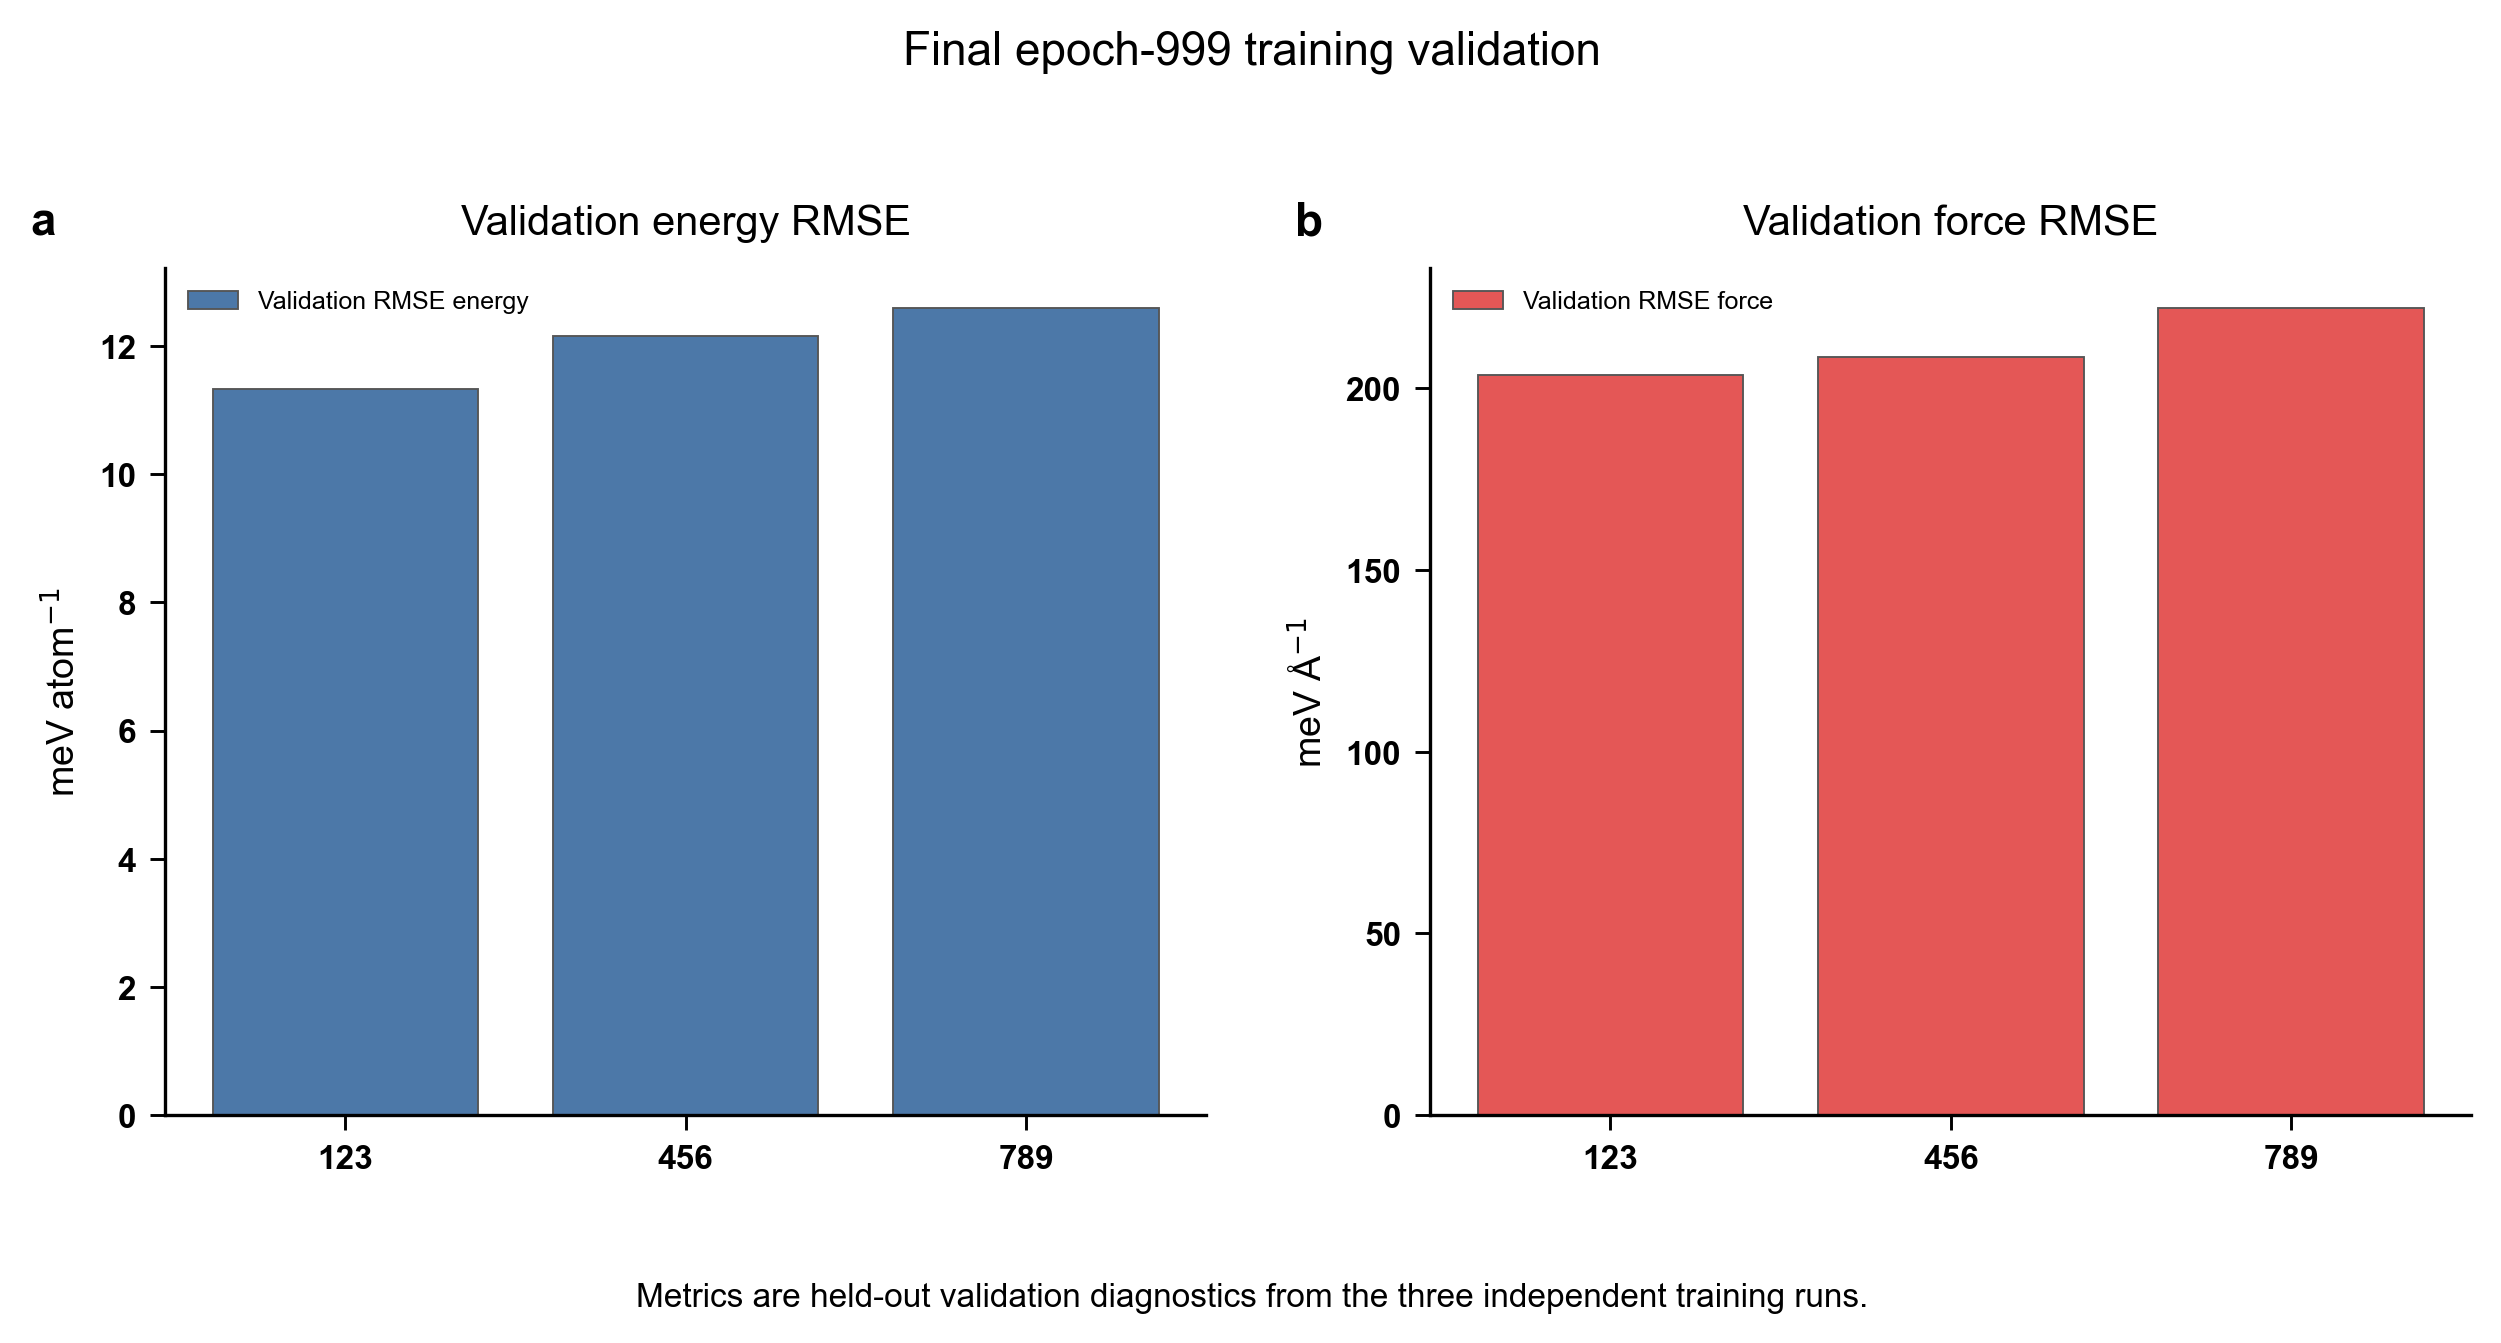 Final epoch-999 training validation
a
Validation energy RMSE
Validation RMSE energy
meV atom⁻¹
12
10
8
6
4
2
0
123 456 789
b
Validation force RMSE
Validation RMSE force
meV Å⁻¹
200
150
100
50
0
123 456 789
Metrics are held-out validation diagnostics from the three independent training runs.